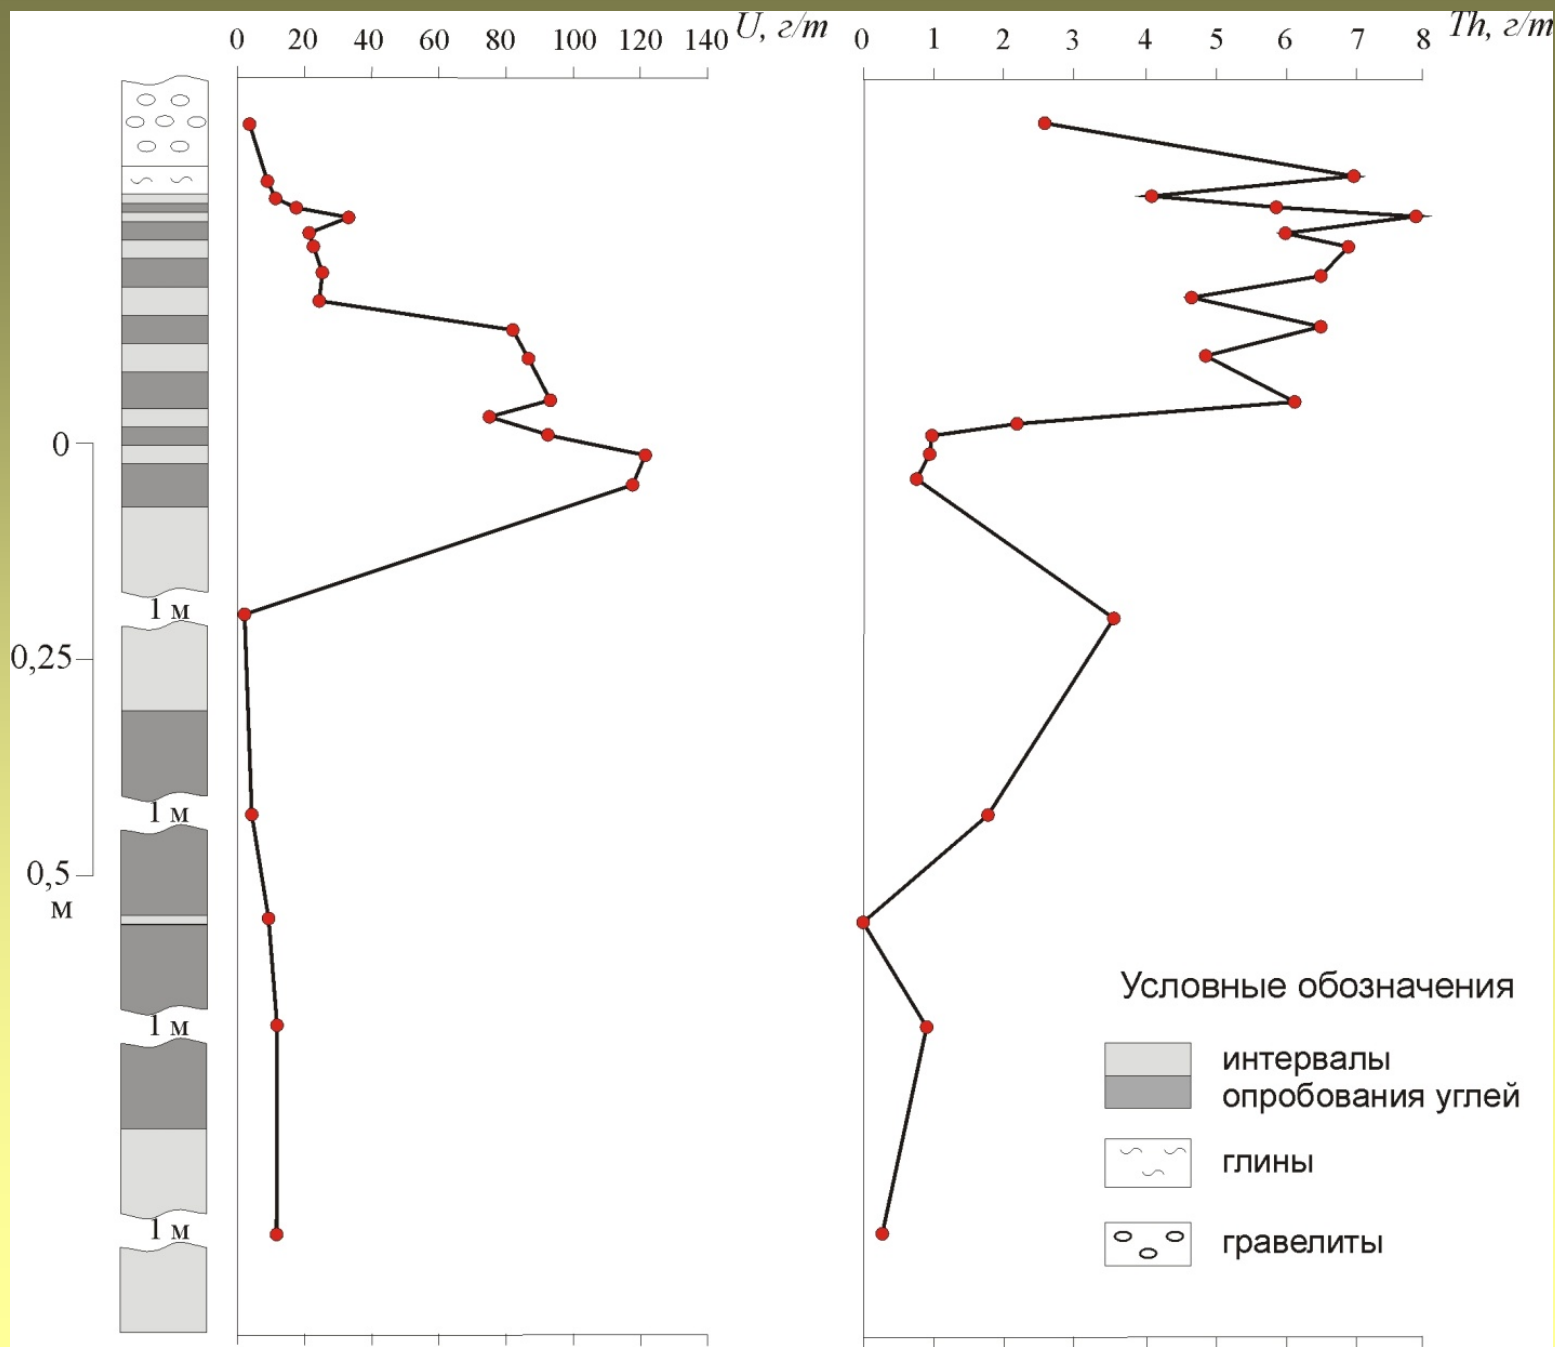 0 20 40 60 80 100 120 140 U, г/т
0 1 2 3 4 5 6 7 8 Th, г/т
0
1 м
0,25
1 м
0,5
м
1 м
1 м
Условные обозначения
интервалы
опробования углей
глины
гравелиты